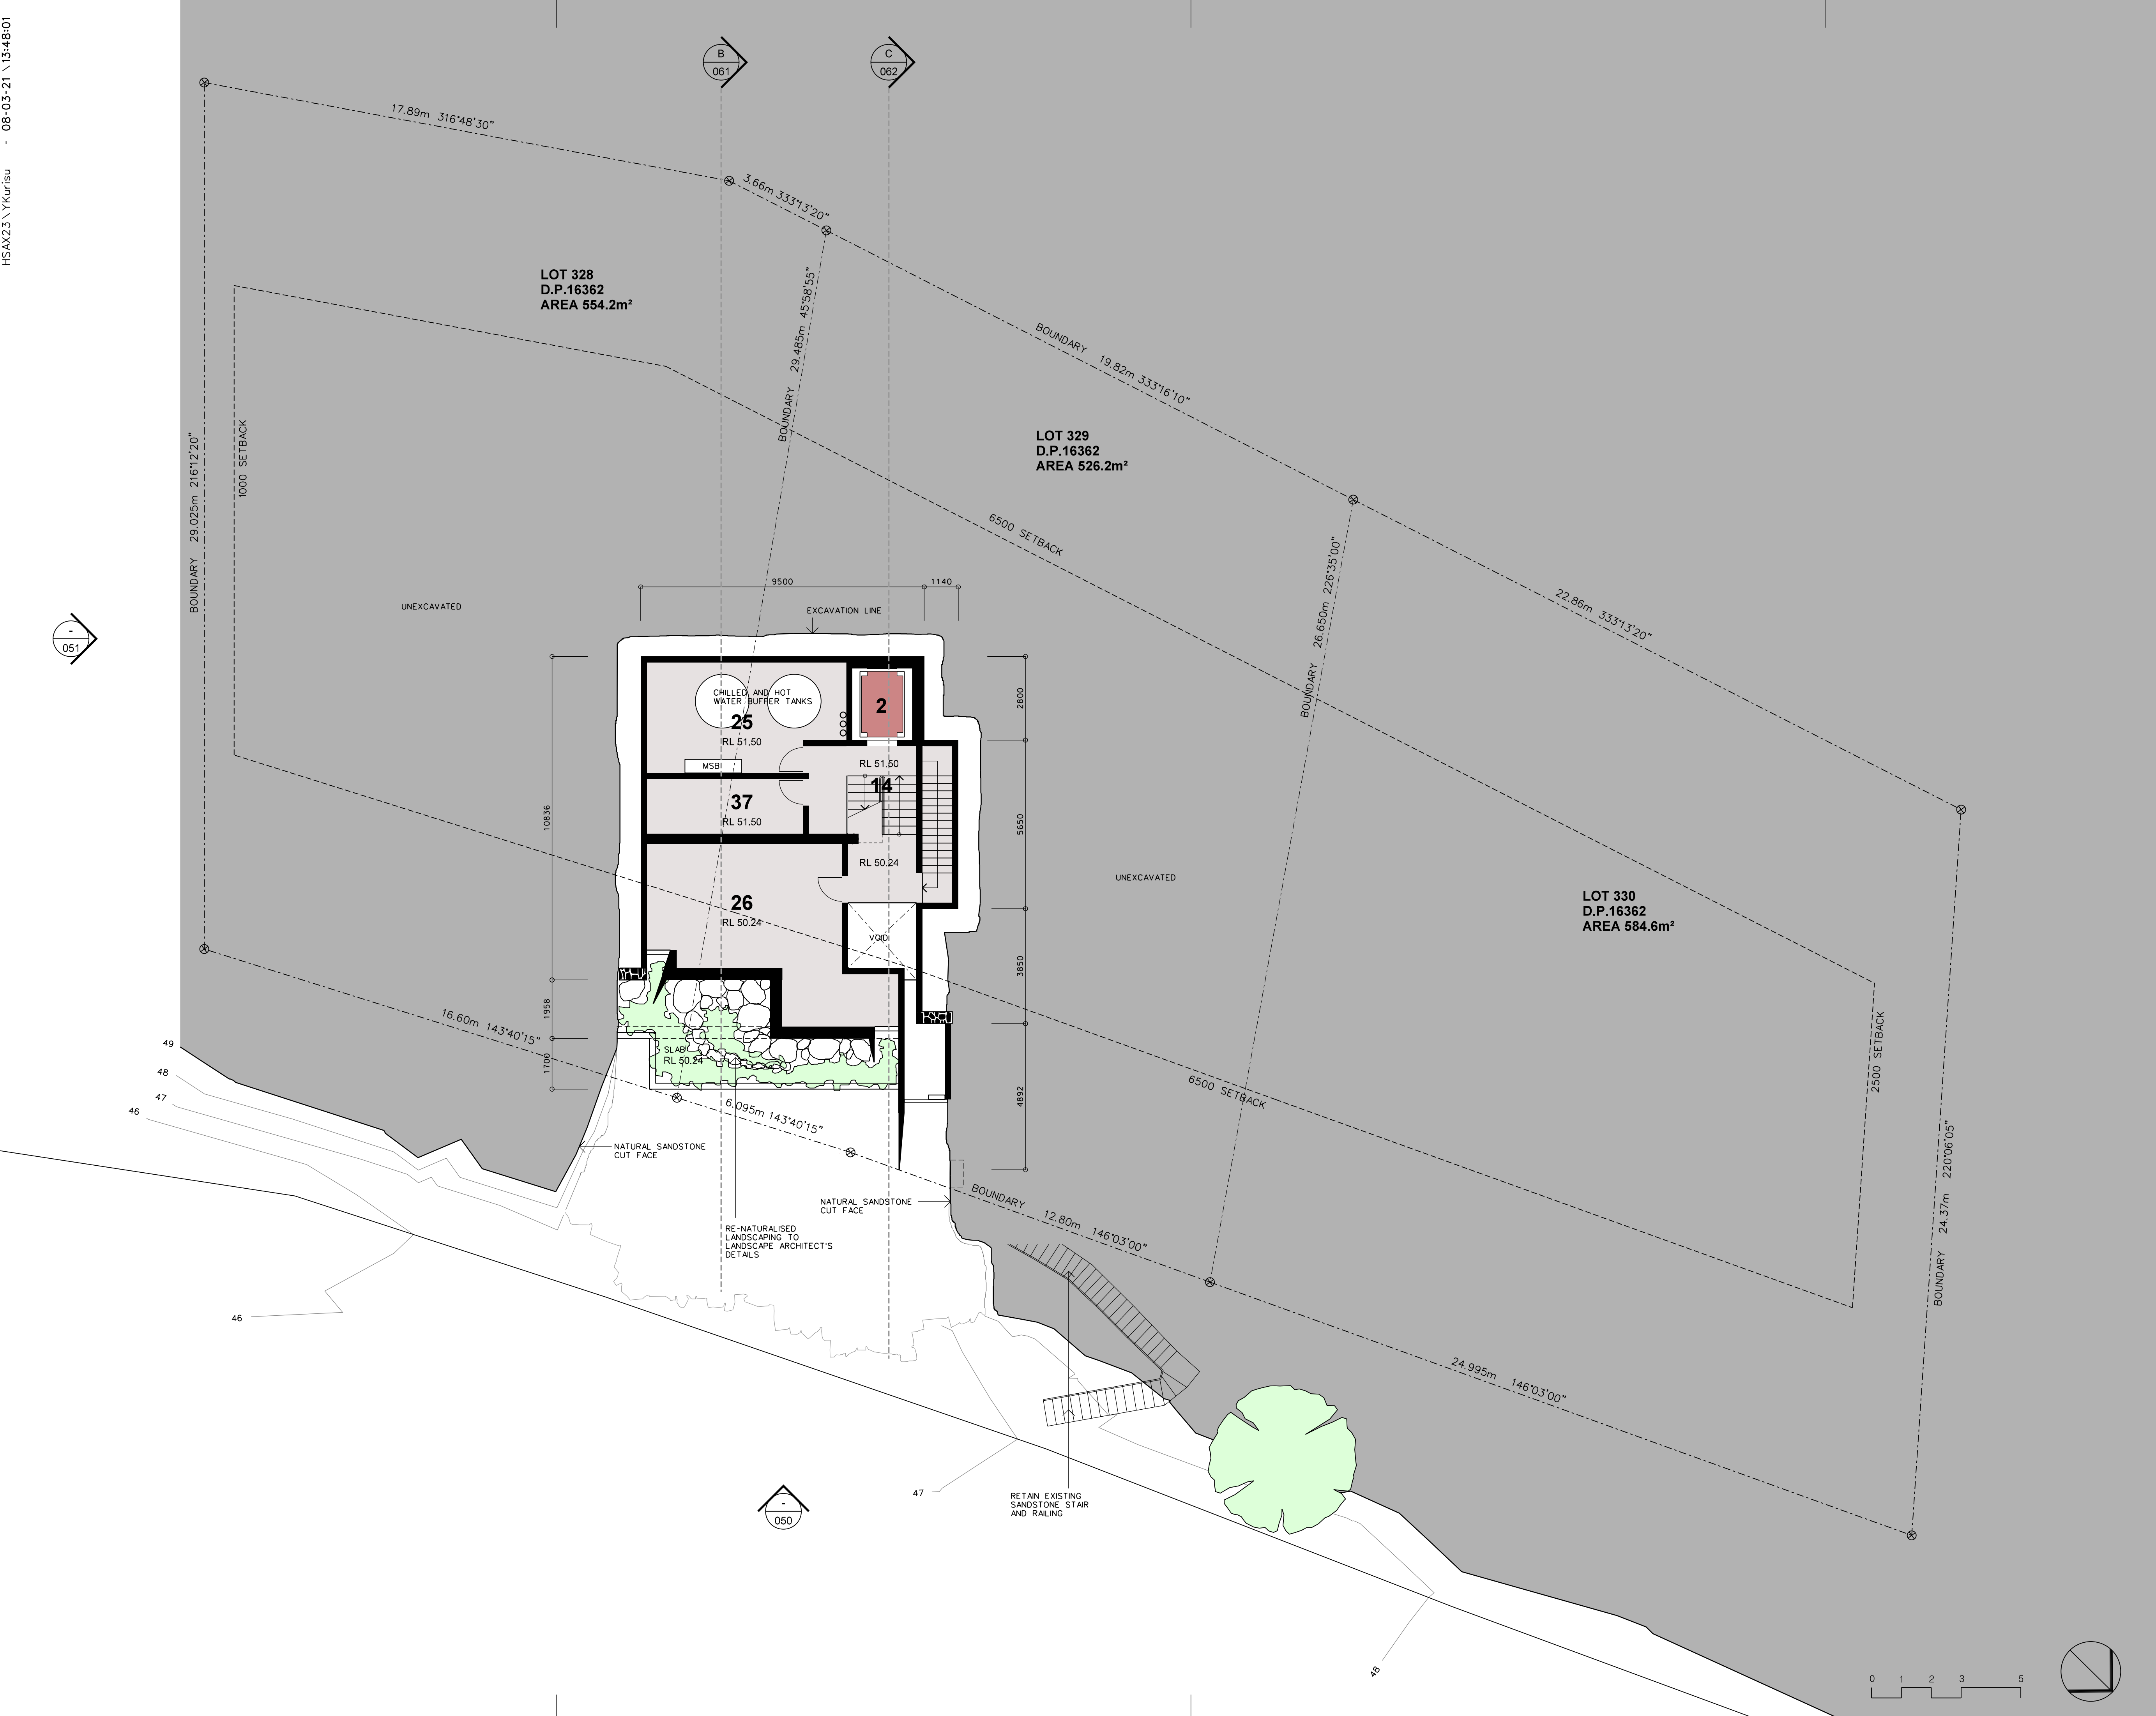 HSAX23\YKurisu - 08-03-21 \13:48:01
B
061
C
062
17.89m 316°48'30"
3.66m 333°13'20"
LOT 328
D.P.16362
AREA 554.2m²
BOUNDARY 29.485m 45°58'55"
BOUNDARY 19.82m 333°16'10"
LOT 329
D.P.16362
AREA 526.2m²
BOUNDARY 29.025m 216°12'20"
1000 SETBACK
6500 SETBACK
BOUNDARY 26.650m 226°35'00"
22.86m 333°13'20"
UNEXCAVATED
9500
1140
EXCAVATION LINE
-
051
CHILLED AND HOT
WATER BUFFER TANKS
25
RL 51.50
2
2800
MSB
RL 51.50
14
37
RL 51.50
10836
5650
RL 50.24
UNEXCAVATED
26
RL 50.24
VOID
LOT 330
D.P.16362
AREA 584.6m²
3850
1958
16.60m 143°40'15"
SLAB
RL 50.24
1700
4892
49
48
47
46
6.095m 143°40'15"
6500 SETBACK
2500 SETBACK
NATURAL SANDSTONE
CUT FACE
NATURAL SANDSTONE
CUT FACE
BOUNDARY 12.80m 146°03'00"
BOUNDARY 24.37m 220°06'05"
RE-NATURALISED
LANDSCAPING TO
LANDSCAPE ARCHITECT'S
DETAILS
46
24.995m 146°03'00"
47
RETAIN EXISTING
SANDSTONE STAIR
AND RAILING
-
050
48
0 1 2 3 5